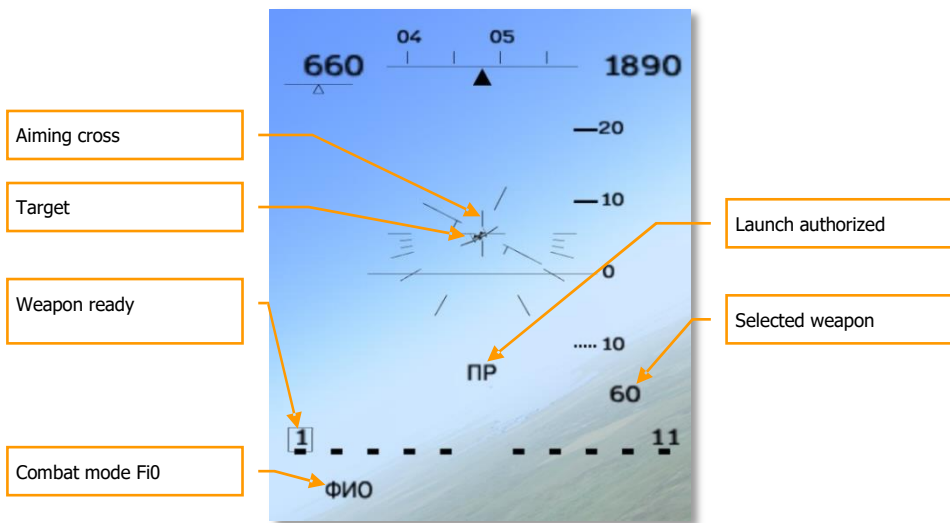 04 05
660
1890
20
Aiming cross
Target
10
Launch authorized
0
Weapon ready
Selected weapon
10
ПР
60
1
11
Combat mode Fi0
ФИО